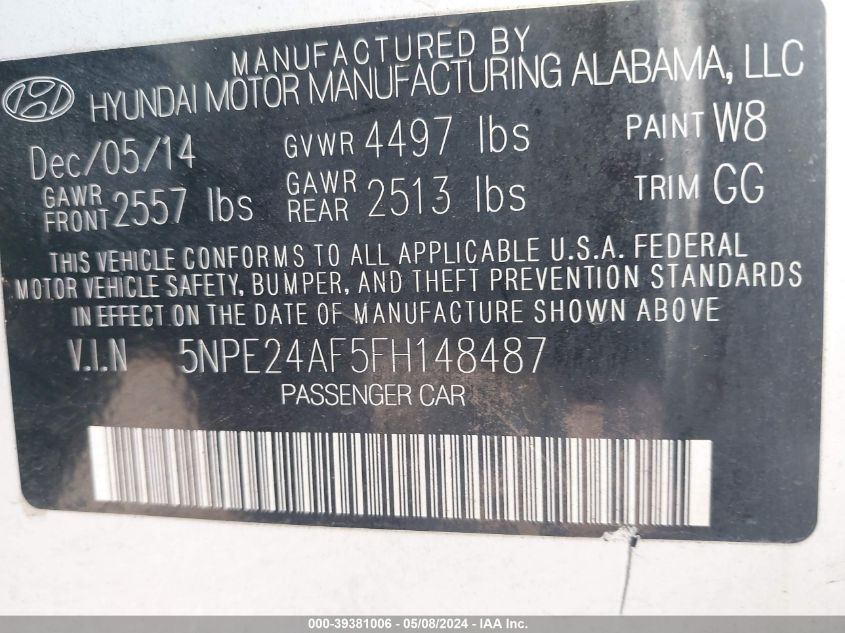 MANUFACTURED BY
HYUNDAI MOTOR MANUFACTURING ALABAMA, LLC
Dec/05/14 GVWR 4497 lbs PAINT W8
GAWR FRONT 2557 lbs GAWR REAR 2513 lbs TRIM GG
THIS VEHICLE CONFORMS TO ALL APPLICABLE U.S.A. FEDERAL
MOTOR VEHICLE SAFETY, BUMPER, AND THEFT PREVENTION STANDARDS
IN EFFECT ON THE DATE OF MANUFACTURE SHOWN ABOVE
V.I.N 5NPE24AF5FH148487
PASSENGER CAR
000-39381006 - 05/08/2024 - IAA Inc.